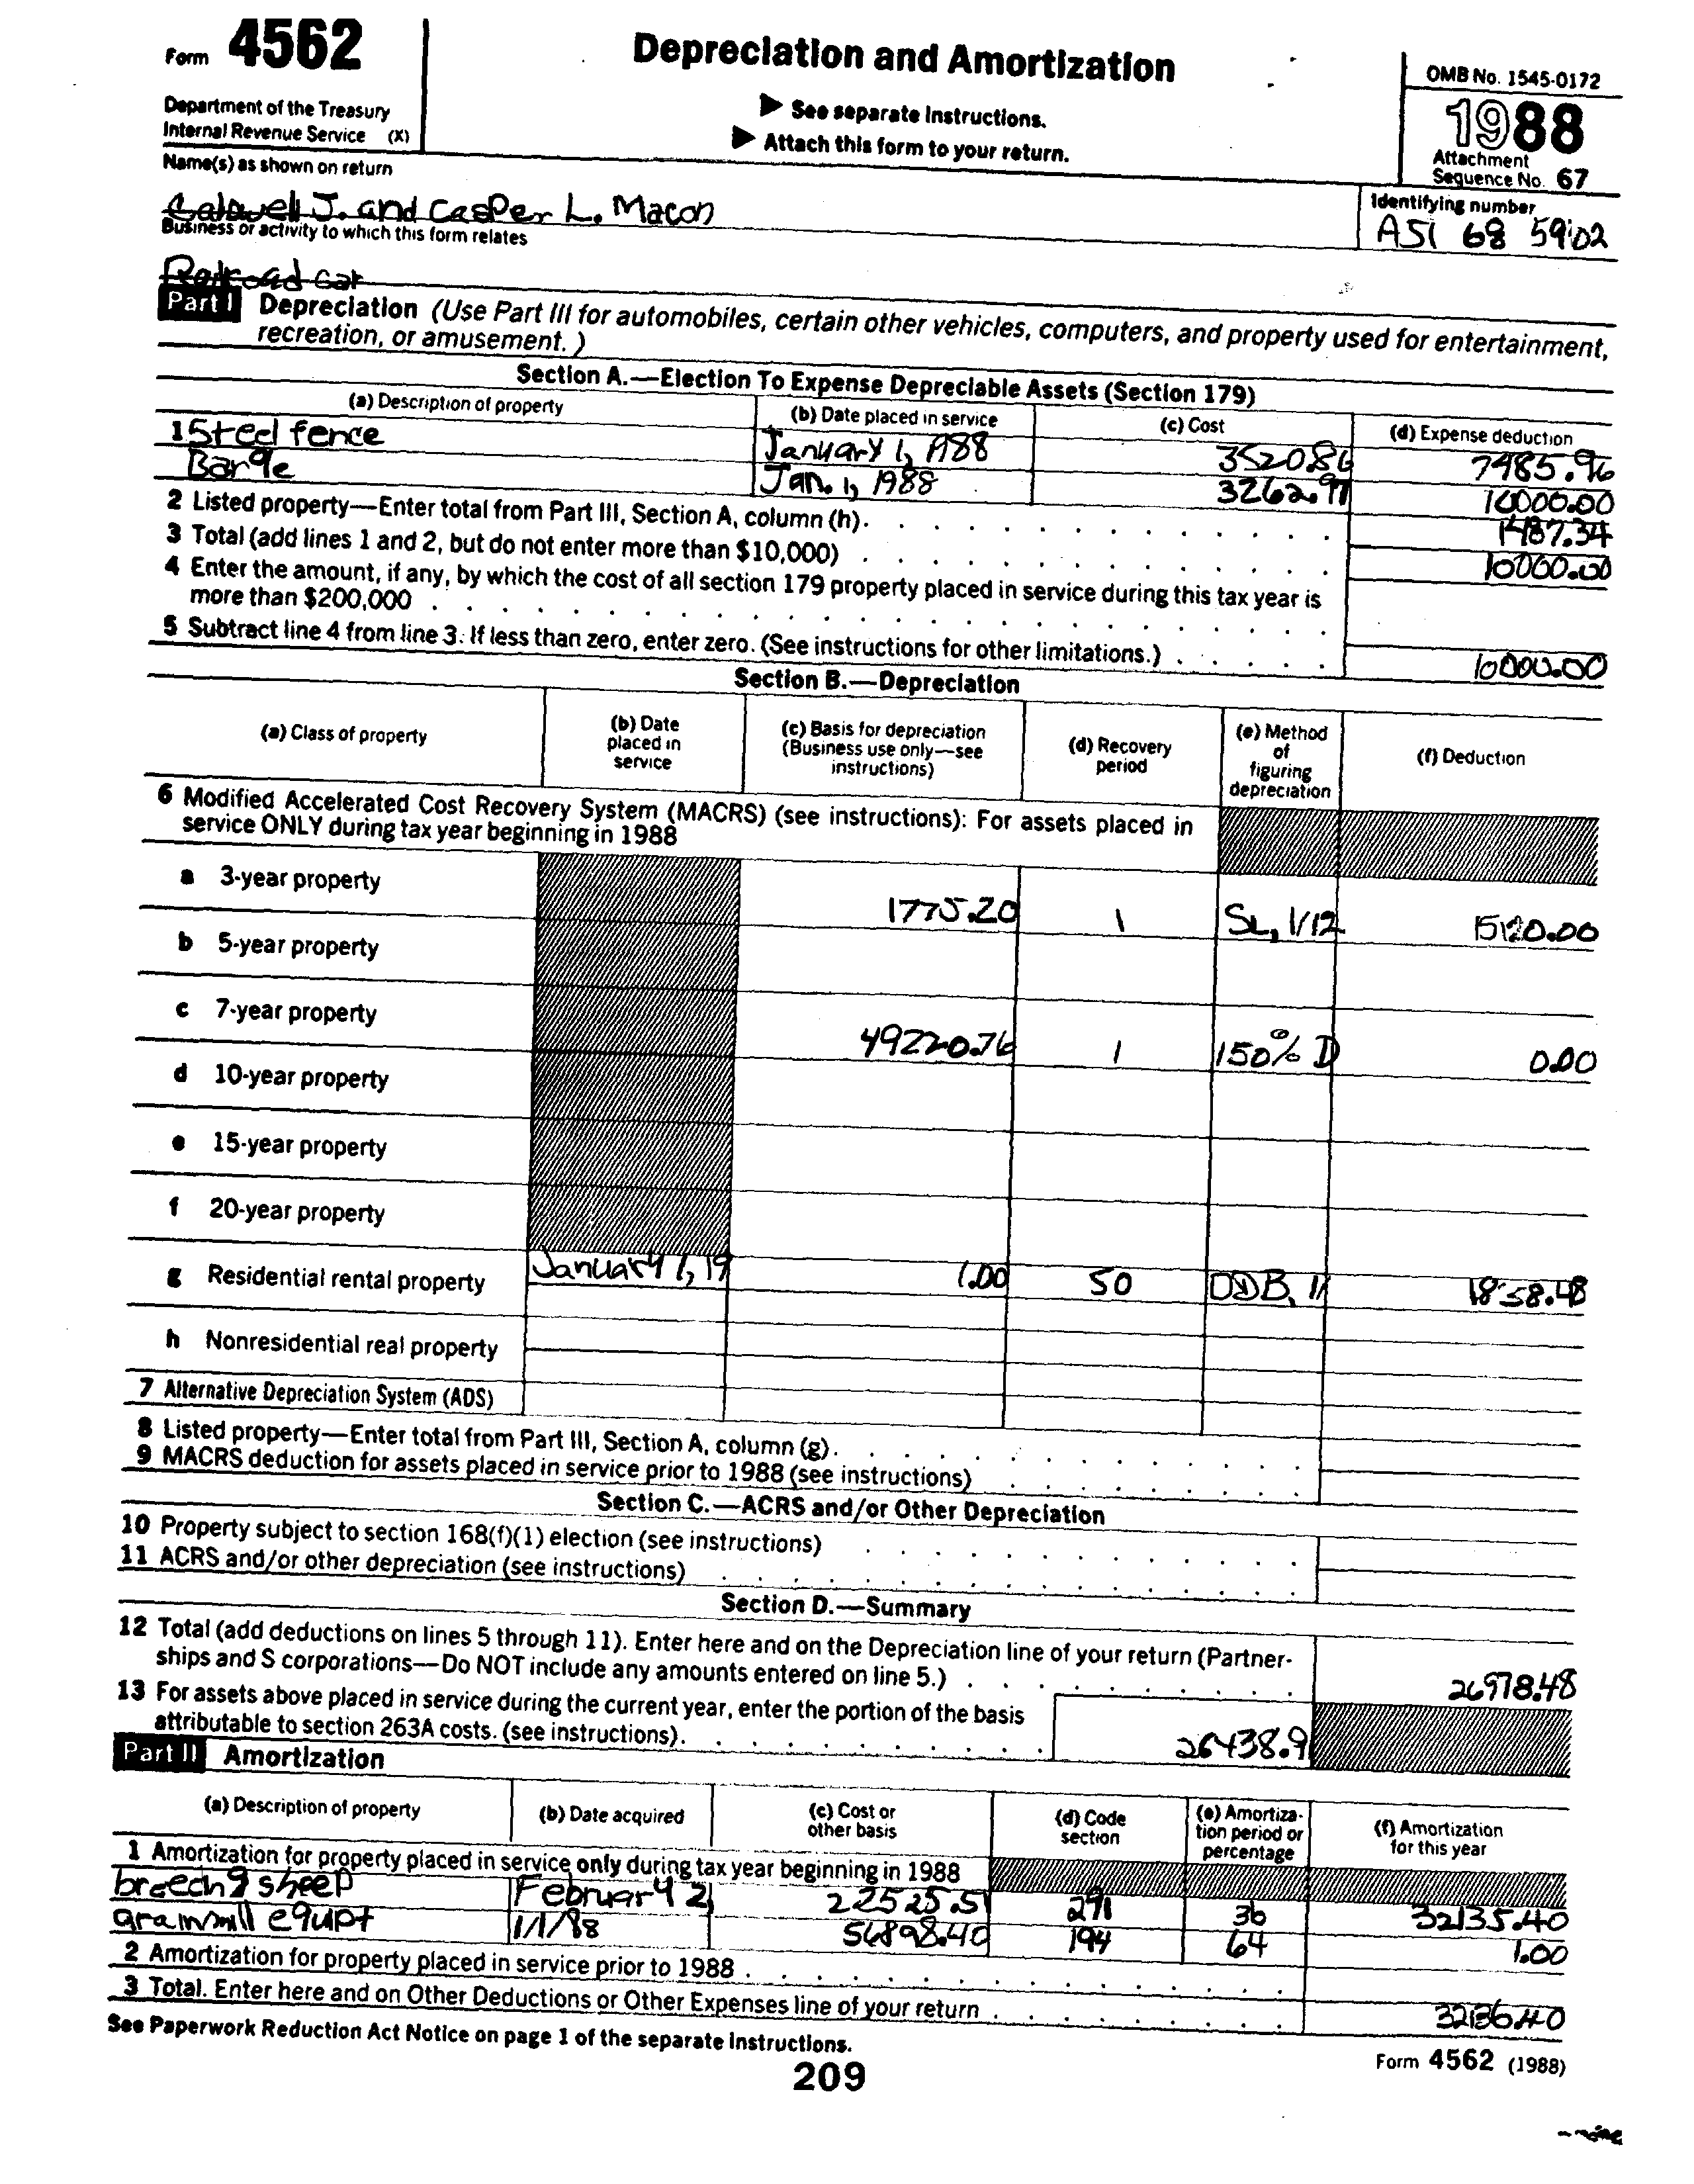 Form 4562
Department of the Treasury
Internal Revenue Service (X)
Depreciation and Amortization
▶ See separate instructions.
▶ Attach this form to your return.
OMB No. 1545-0172
1988
Attachment
Sequence No. 67
Name(s) as shown on return
J. and Casper L. Macon
Identifying number
ASI 68 5902
Business or activity to which this form relates
Railroad car
Part I Depreciation (Use Part III for automobiles, certain other vehicles, computers, and property used for entertainment,
recreation, or amusement.)
Section A.—Election To Expense Depreciable Assets (Section 179)
(a) Description of property (b) Date placed in service (c) Cost (d) Expense deduction
1 Steel fence January 1, 1988 3520.86 7485.96
Barge Jan. 1, 1988 3262.97 10000.00
2 Listed property—Enter total from Part III, Section A, column (h). 1487.34
3 Total (add lines 1 and 2, but do not enter more than $10,000) 10000.00
4 Enter the amount, if any, by which the cost of all section 179 property placed in service during this tax year is
more than $200,000
5 Subtract line 4 from line 3. If less than zero, enter zero. (See instructions for other limitations.) 10000.00
Section B.—Depreciation
(a) Class of property (b) Date placed in service (c) Basis for depreciation (Business use only—see instructions) (d) Recovery period (e) Method of figuring depreciation (f) Deduction
6 Modified Accelerated Cost Recovery System (MACRS) (see instructions): For assets placed in
service ONLY during tax year beginning in 1988
a 3-year property 1775.20 1 SL, 1/12 15120.00
b 5-year property
c 7-year property 49220.76 1 150% D 0.00
d 10-year property
e 15-year property
f 20-year property
g Residential rental property January 1, 19 1.00 50 DDB, 1/ 1858.48
h Nonresidential real property
7 Alternative Depreciation System (ADS)
8 Listed property—Enter total from Part III, Section A, column (g).
9 MACRS deduction for assets placed in service prior to 1988 (see instructions)
Section C.—ACRS and/or Other Depreciation
10 Property subject to section 168(f)(1) election (see instructions)
11 ACRS and/or other depreciation (see instructions)
Section D.—Summary
12 Total (add deductions on lines 5 through 11). Enter here and on the Depreciation line of your return (Partner-
ships and S corporations—Do NOT include any amounts entered on line 5.) 26978.48
13 For assets above placed in service during the current year, enter the portion of the basis
attributable to section 263A costs. (see instructions). 26438.9
Part II Amortization
(a) Description of property (b) Date acquired (c) Cost or other basis (d) Code section (e) Amortization period or percentage (f) Amortization for this year
1 Amortization for property placed in service only during tax year beginning in 1988
sheep February 2, 22525.51 291 36 32135.40
equpt 1/1/88 56898.40 194 64 1.00
2 Amortization for property placed in service prior to 1988
3 Total. Enter here and on Other Deductions or Other Expenses line of your return 32136.40
See Paperwork Reduction Act Notice on page 1 of the separate instructions.
209
Form 4562 (1988)